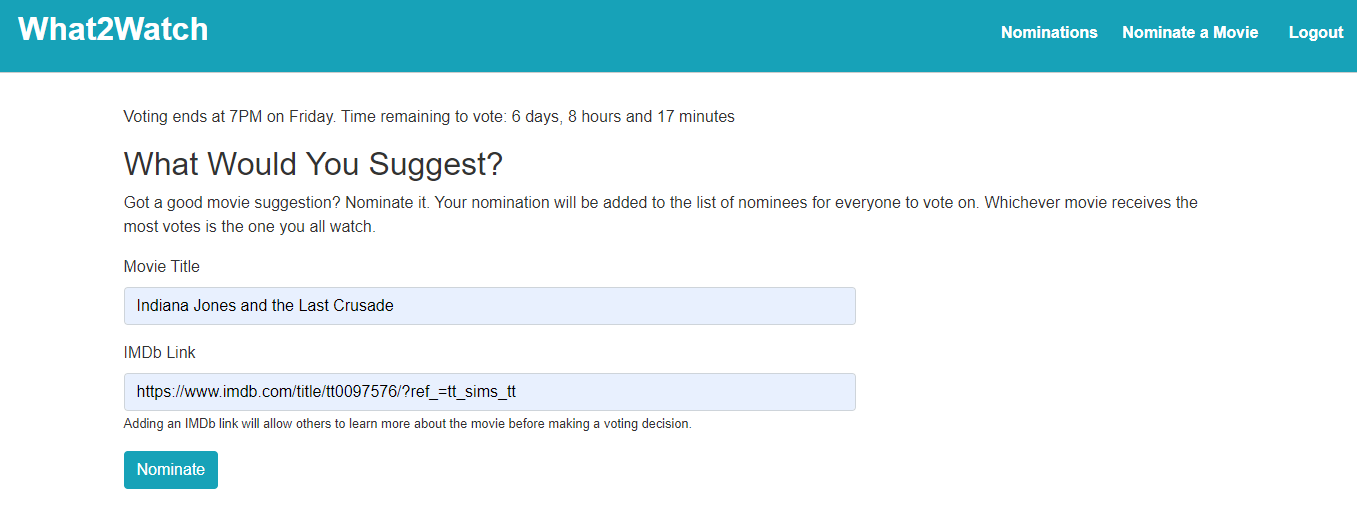 What2Watch
Nominations Nominate a Movie Logout
Voting ends at 7PM on Friday. Time remaining to vote: 6 days, 8 hours and 17 minutes
What Would You Suggest?
Got a good movie suggestion? Nominate it. Your nomination will be added to the list of nominees for everyone to vote on. Whichever movie receives the
most votes is the one you all watch.
Movie Title
Indiana Jones and the Last Crusade
IMDb Link
https://www.imdb.com/title/tt0097576/?ref_=tt_sims_tt
Adding an IMDb link will allow others to learn more about the movie before making a voting decision.
Nominate